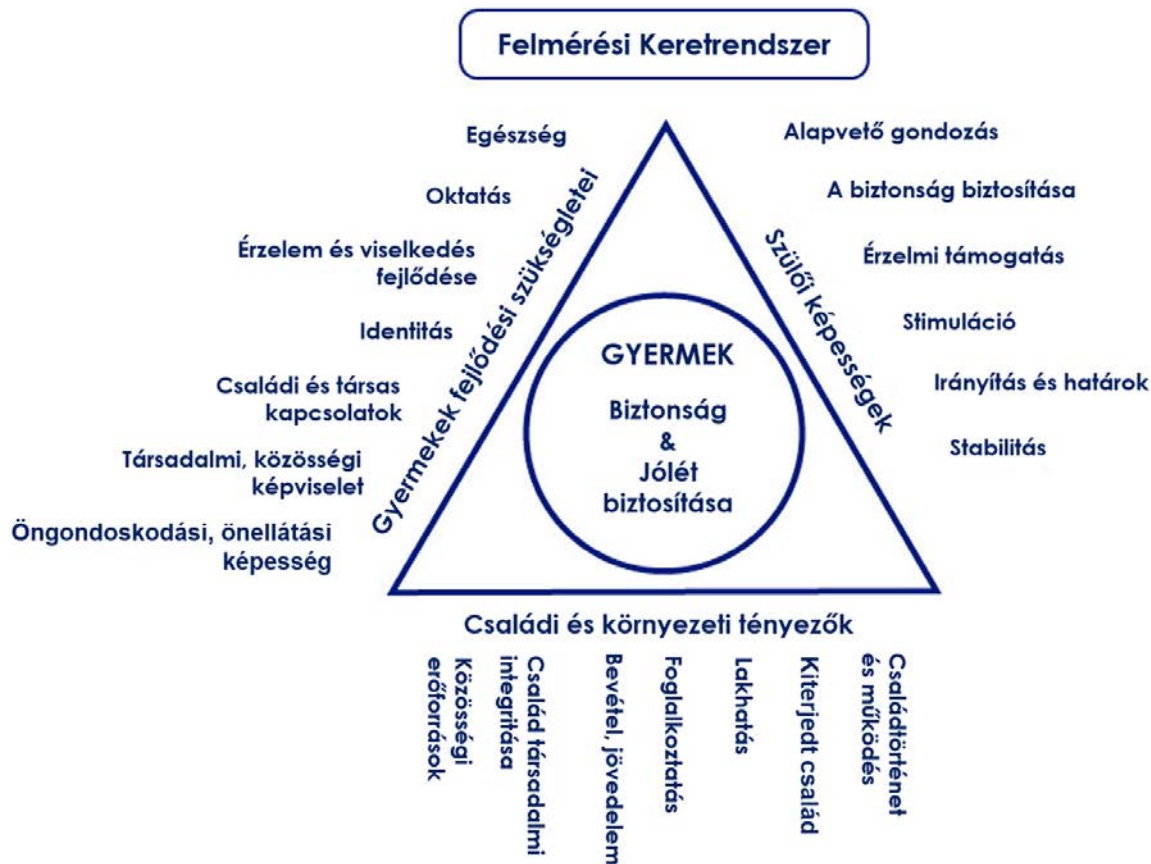 Felmérési Keretrendszer
Egészség
Oktatás
Érzelem és viselkedés
fejlődése
Identitás
Családi és társas
kapcsolatok
Társadalmi, közösségi
képviselet
Öngondoskodási, önellátási
képesség
Gyermekek fejlődési szükségletei
GYERMEK
Biztonság
&
Jólét
biztosítása
Szülői képességek
Alapvető gondozás
A biztonság biztosítása
Érzelmi támogatás
Stimuláció
Irányítás és határok
Stabilitás
Családi és környezeti tényezők
Közösségi
erőforrások
Család társadalmi
integritása
Bevétel, jövedelem
Foglalkoztatás
Lakhatás
Kiterjedt család
Családtörténet
és működés